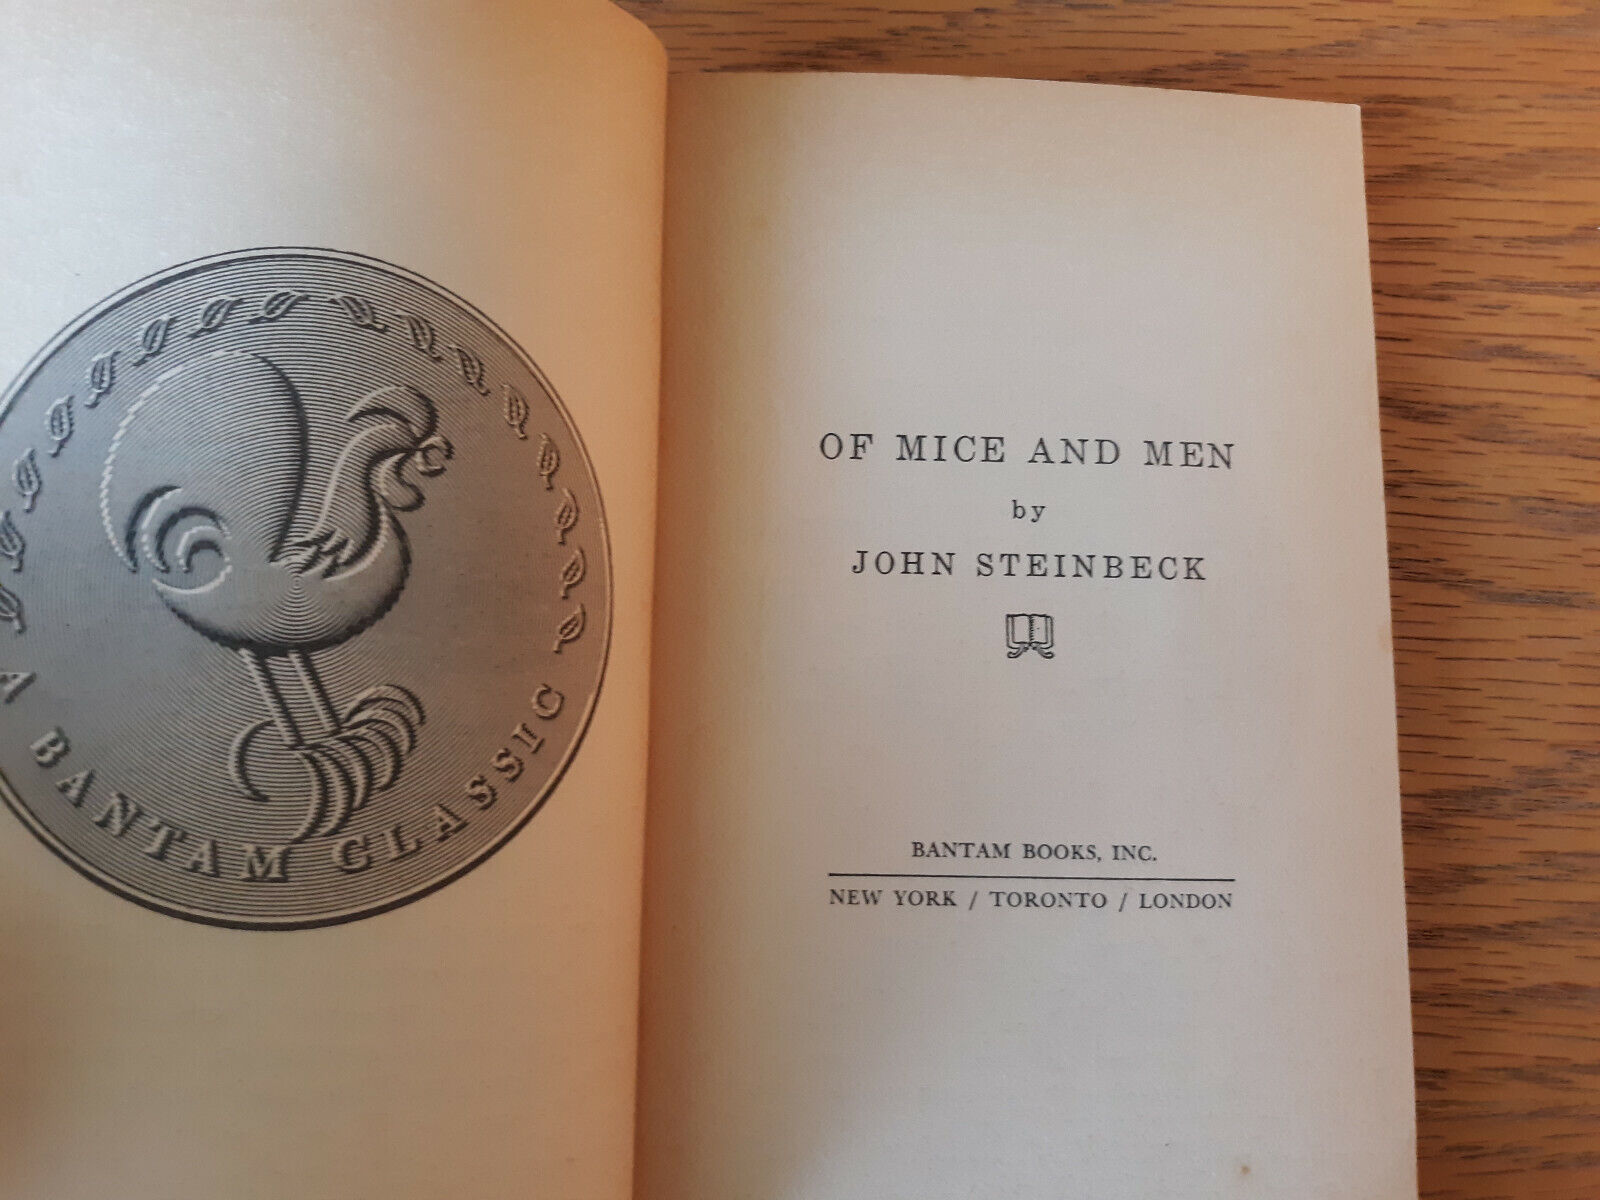 A BANTAM CLASSIC
OF MICE AND MEN
by
JOHN STEINBECK
BANTAM BOOKS, INC.
NEW YORK / TORONTO / LONDON